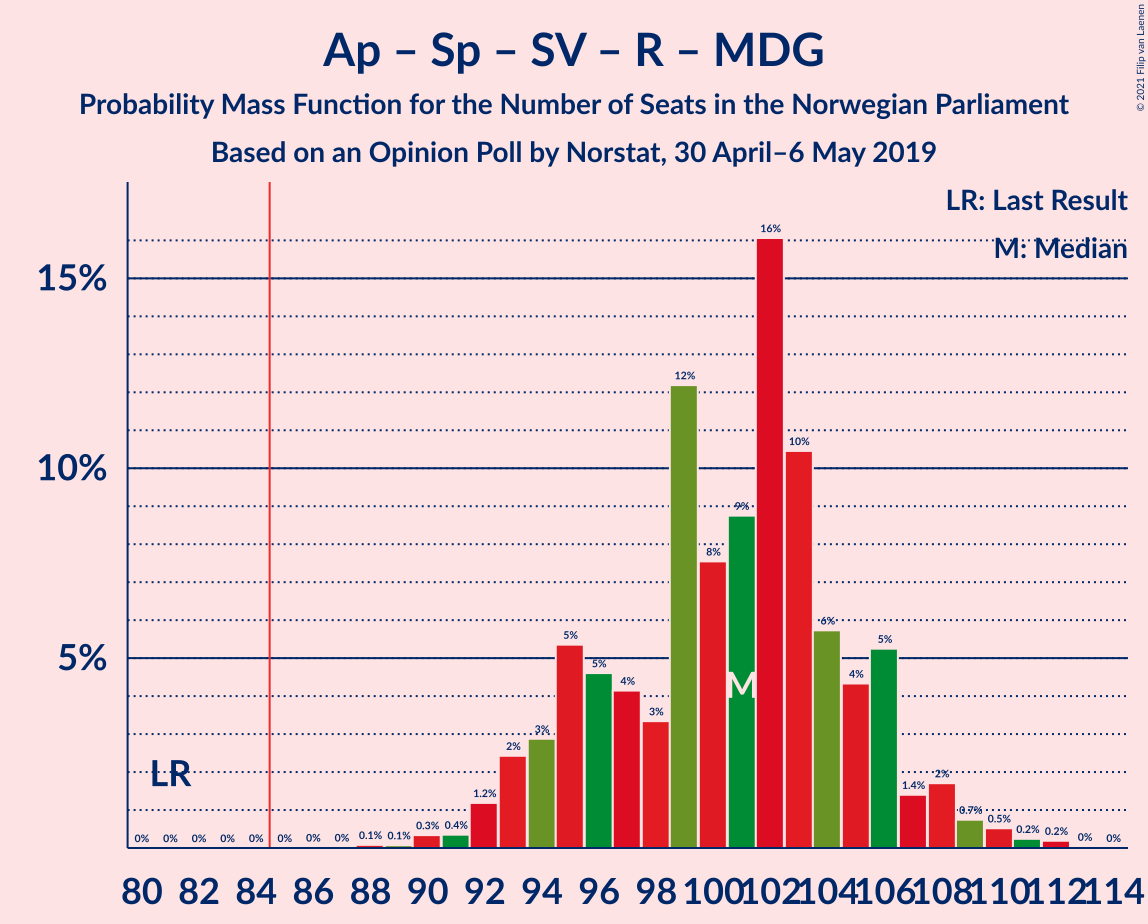 Ap – Sp – SV – R – MDG
Probability Mass Function for the Number of Seats in the Norwegian Parliament
Based on an Opinion Poll by Norstat, 30 April–6 May 2019
© 2021 Filip van Laenen
LR: Last Result
M: Median
15%
10%
5%
LR
M
0% 0% 0% 0% 0% 0% 0% 0% 0.1% 0.1% 0.3% 0.4% 1.2% 2% 3% 5% 5% 4% 3% 12% 8% 9% 16% 10% 6% 4% 5% 1.4% 2% 0.7% 0.5% 0.2% 0.2% 0% 0%
80 82 84 86 88 90 92 94 96 98 100 102 104 106 108 110 112 114